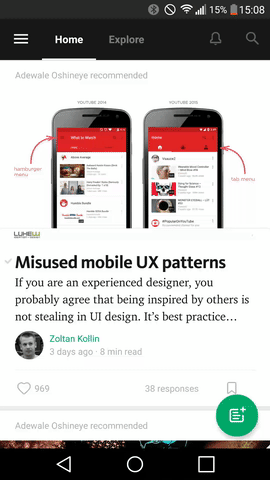 15% 15:08
Home Explore
Adewale Oshineye recommended
YOUTUBE 2014 YOUTUBE 2015
hamburger
menu
What to Watch
Home
tab menu
Misused mobile UX patterns
If you are an experienced designer, you
probably agree that being inspired by others is
not stealing in UI design. It's best practice…
Zoltan Kollin
3 days ago · 8 min read
969 38 responses
Adewale Oshineye recommended